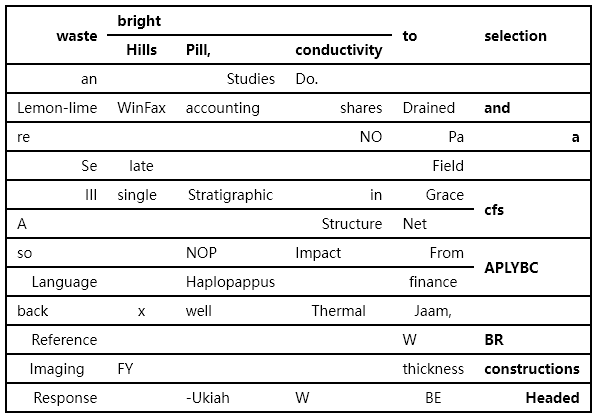 waste bright to selection
Hills Pill, conductivity
an Studies Do.
Lemon-lime WinFax accounting shares Drained and
re NO Pa a
Se late Field
III single Stratigraphic in Grace
cfs
A Structure Net
so NOP Impact From
APLYBC
Language Haplopappus finance
back x well Thermal Jaam,
Reference W BR
Imaging FY thickness constructions
Response -Ukiah W BE Headed